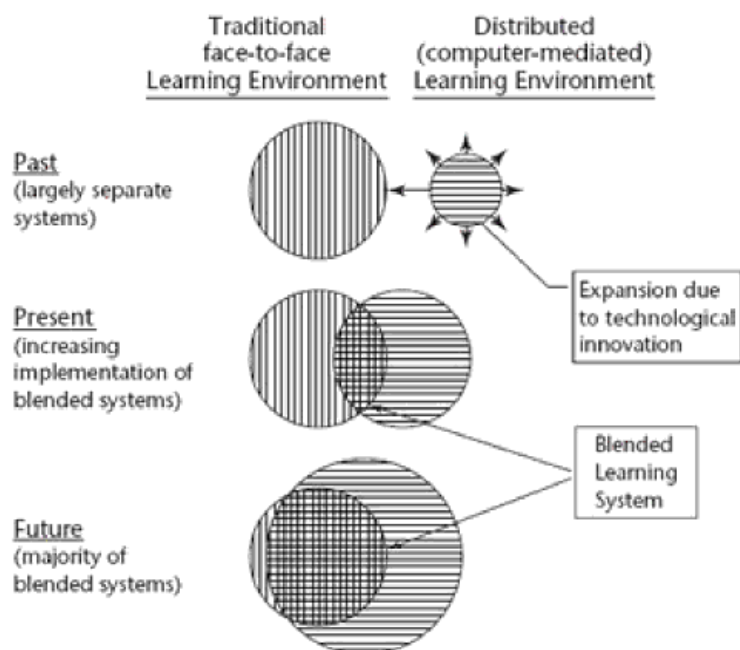 Traditional
face-to-face
Learning Environment
Distributed
(computer-mediated)
Learning Environment
Past
(largely separate
systems)
Expansion due
to technological
innovation
Present
(increasing
implementation of
blended systems)
Blended
Learning
System
Future
(majority of
blended systems)